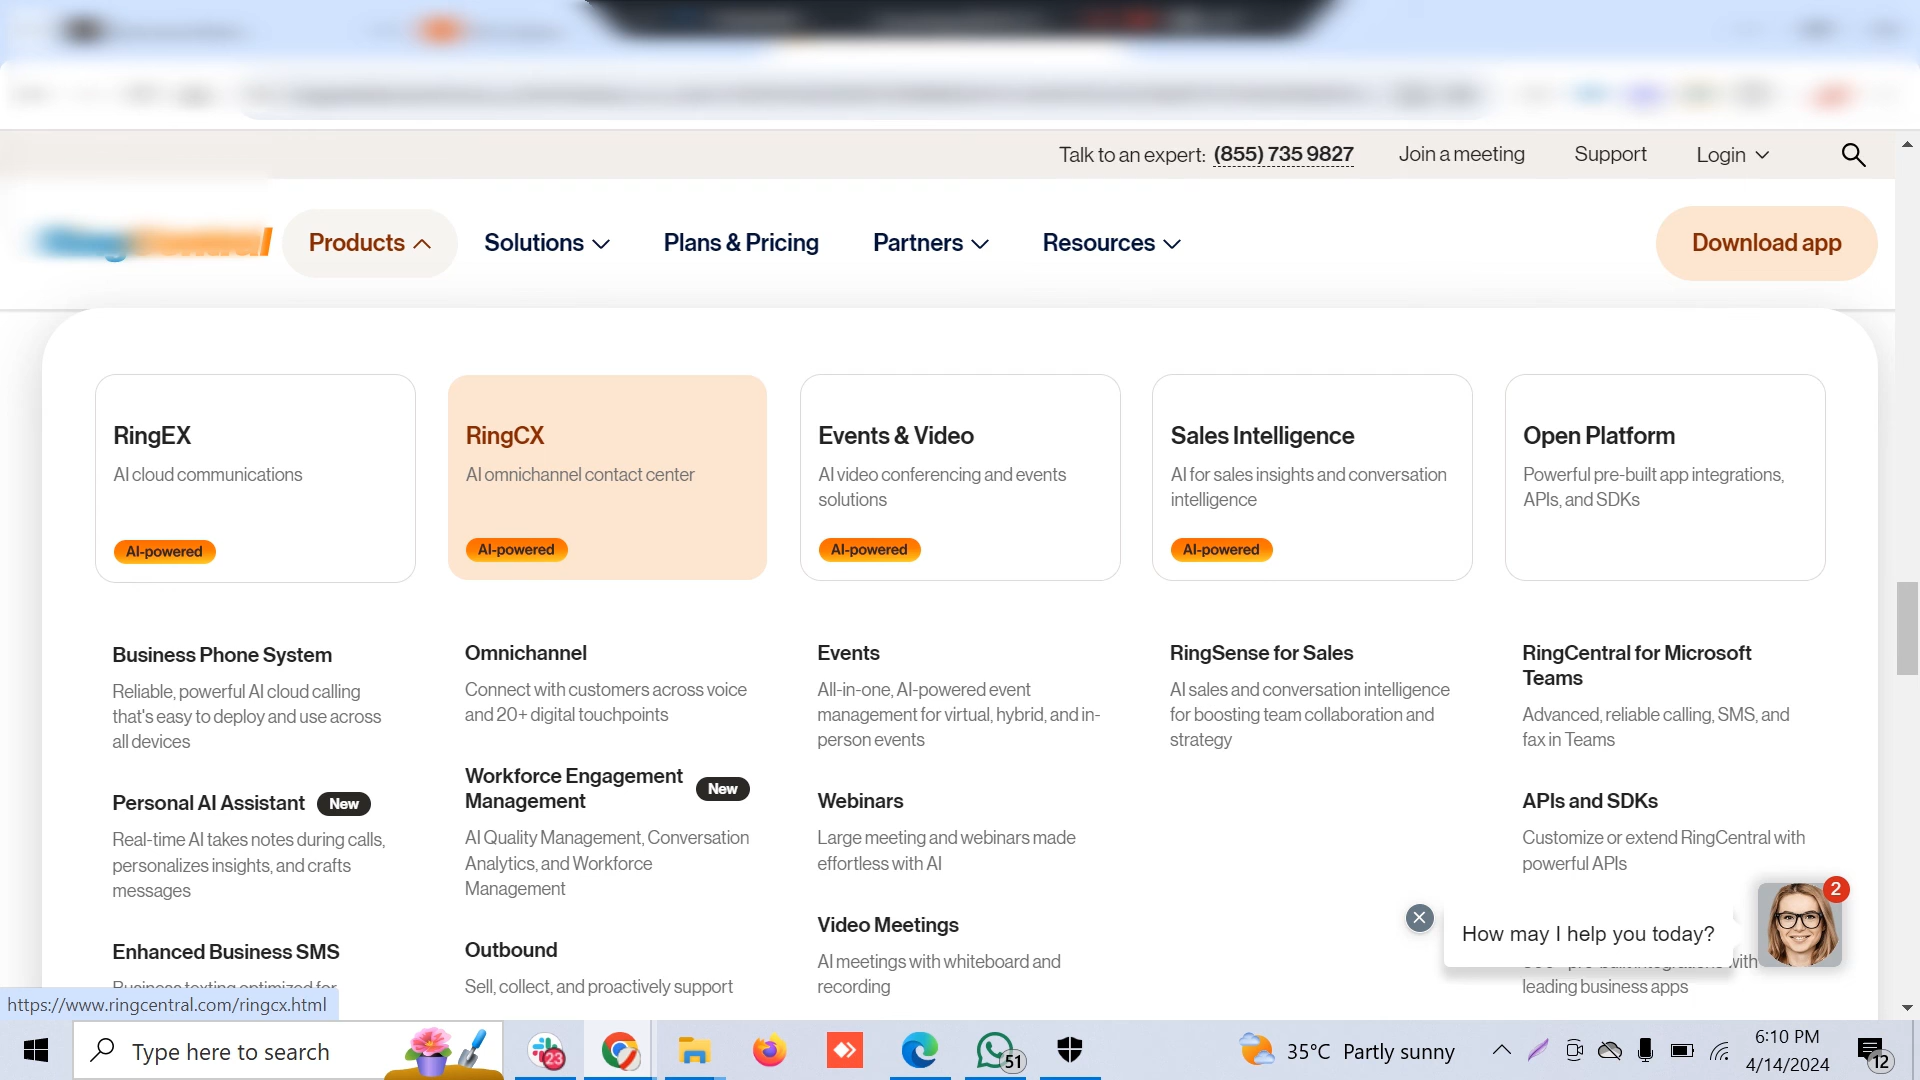 Talk to an expert: (855) 735 9827 Join a meeting Support Login
Products Solutions Plans & Pricing Partners Resources Download app
RingEX
AI cloud communications
AI-powered
RingCX
AI omnichannel contact center
AI-powered
Events & Video
AI video conferencing and events
solutions
AI-powered
Sales Intelligence
AI for sales insights and conversation
intelligence
AI-powered
Open Platform
Powerful pre-built app integrations,
APIs, and SDKs
Business Phone System
Reliable, powerful AI cloud calling
that's easy to deploy and use across
all devices
Personal AI Assistant New
Real-time AI takes notes during calls,
personalizes insights, and crafts
messages
Enhanced Business SMS
Business texting optimized for
Omnichannel
Connect with customers across voice
and 20+ digital touchpoints
Workforce Engagement
Management
New
AI Quality Management, Conversation
Analytics, and Workforce
Management
Outbound
Sell, collect, and proactively support
Events
All-in-one, AI-powered event
management for virtual, hybrid, and in-
person events
Webinars
Large meeting and webinars made
effortless with AI
Video Meetings
AI meetings with whiteboard and
recording
RingSense for Sales
AI sales and conversation intelligence
for boosting team collaboration and
strategy
RingCentral for Microsoft
Teams
Advanced, reliable calling, SMS, and
fax in Teams
APIs and SDKs
Customize or extend RingCentral with
powerful APIs
with
leading business apps
2
How may I help you today?
https://www.ringcentral.com/ringcx.html
Type here to search
23
51
35°C Partly sunny
6:10 PM
4/14/2024
12